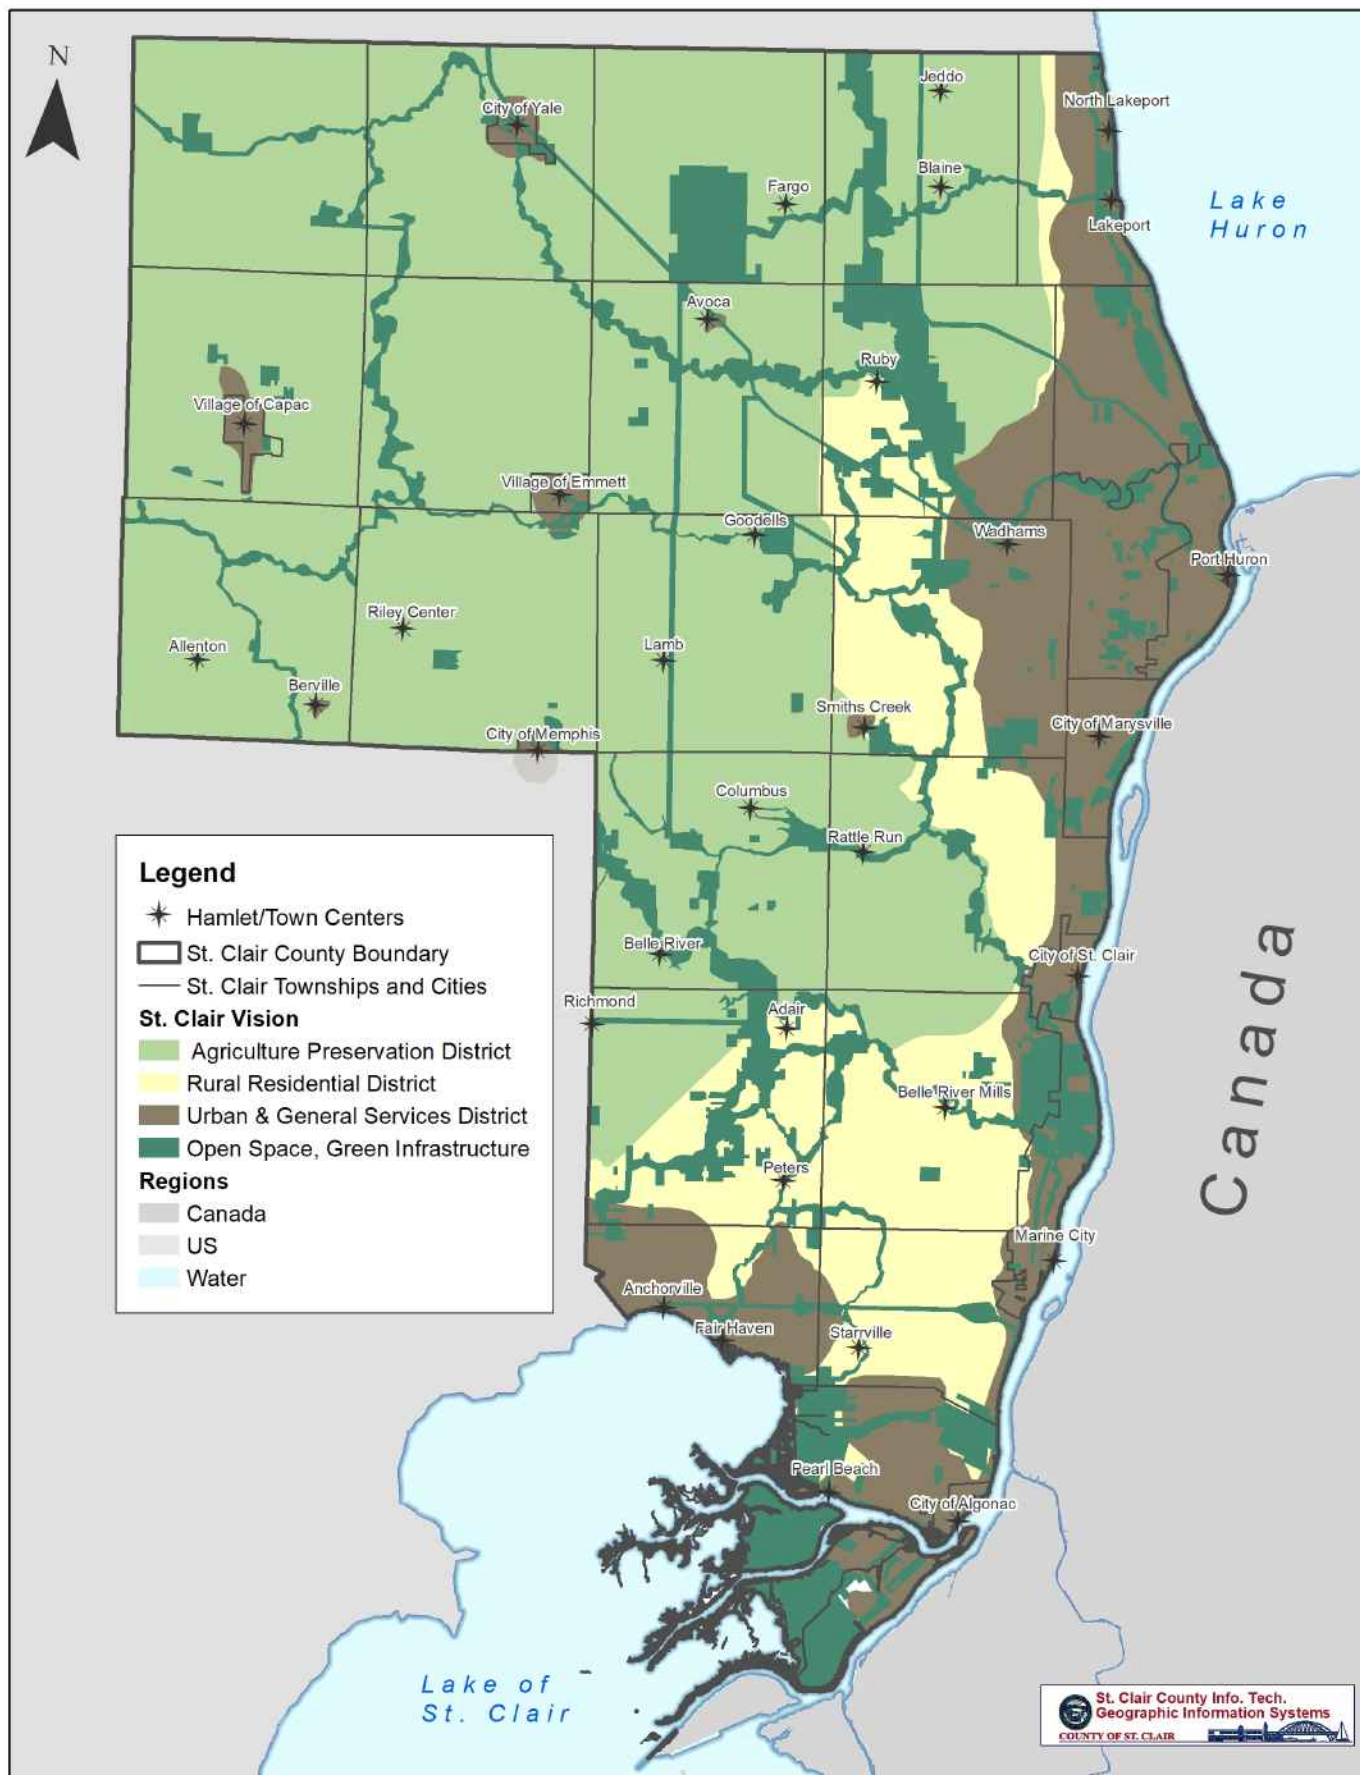 N
Jeddo
City of Yale
North Lakeport
Blaine
Fargo
Lake
Huron
Lakeport
Avoca
Ruby
Village of Capac
Village of Emmett
Goodells
Wadhams
Port Huron
Riley Center
Allenton
Lamb
Berville
Smiths Creek
City of Marysville
City of Memphis
Columbus
Rattle Run
Legend
Hamlet/Town Centers
St. Clair County Boundary
St. Clair Townships and Cities
St. Clair Vision
Agriculture Preservation District
Rural Residential District
Urban & General Services District
Open Space, Green Infrastructure
Regions
Canada
US
Water
Belle River
City of St. Clair
Canada
Richmond
Adair
Belle River Mills
Peters
Marine City
Anchorville
Fair Haven
Starrville
Pearl Beach
City of Algonac
Lake of
St. Clair
St. Clair County Info. Tech.
Geographic Information Systems
COUNTY OF ST. CLAIR